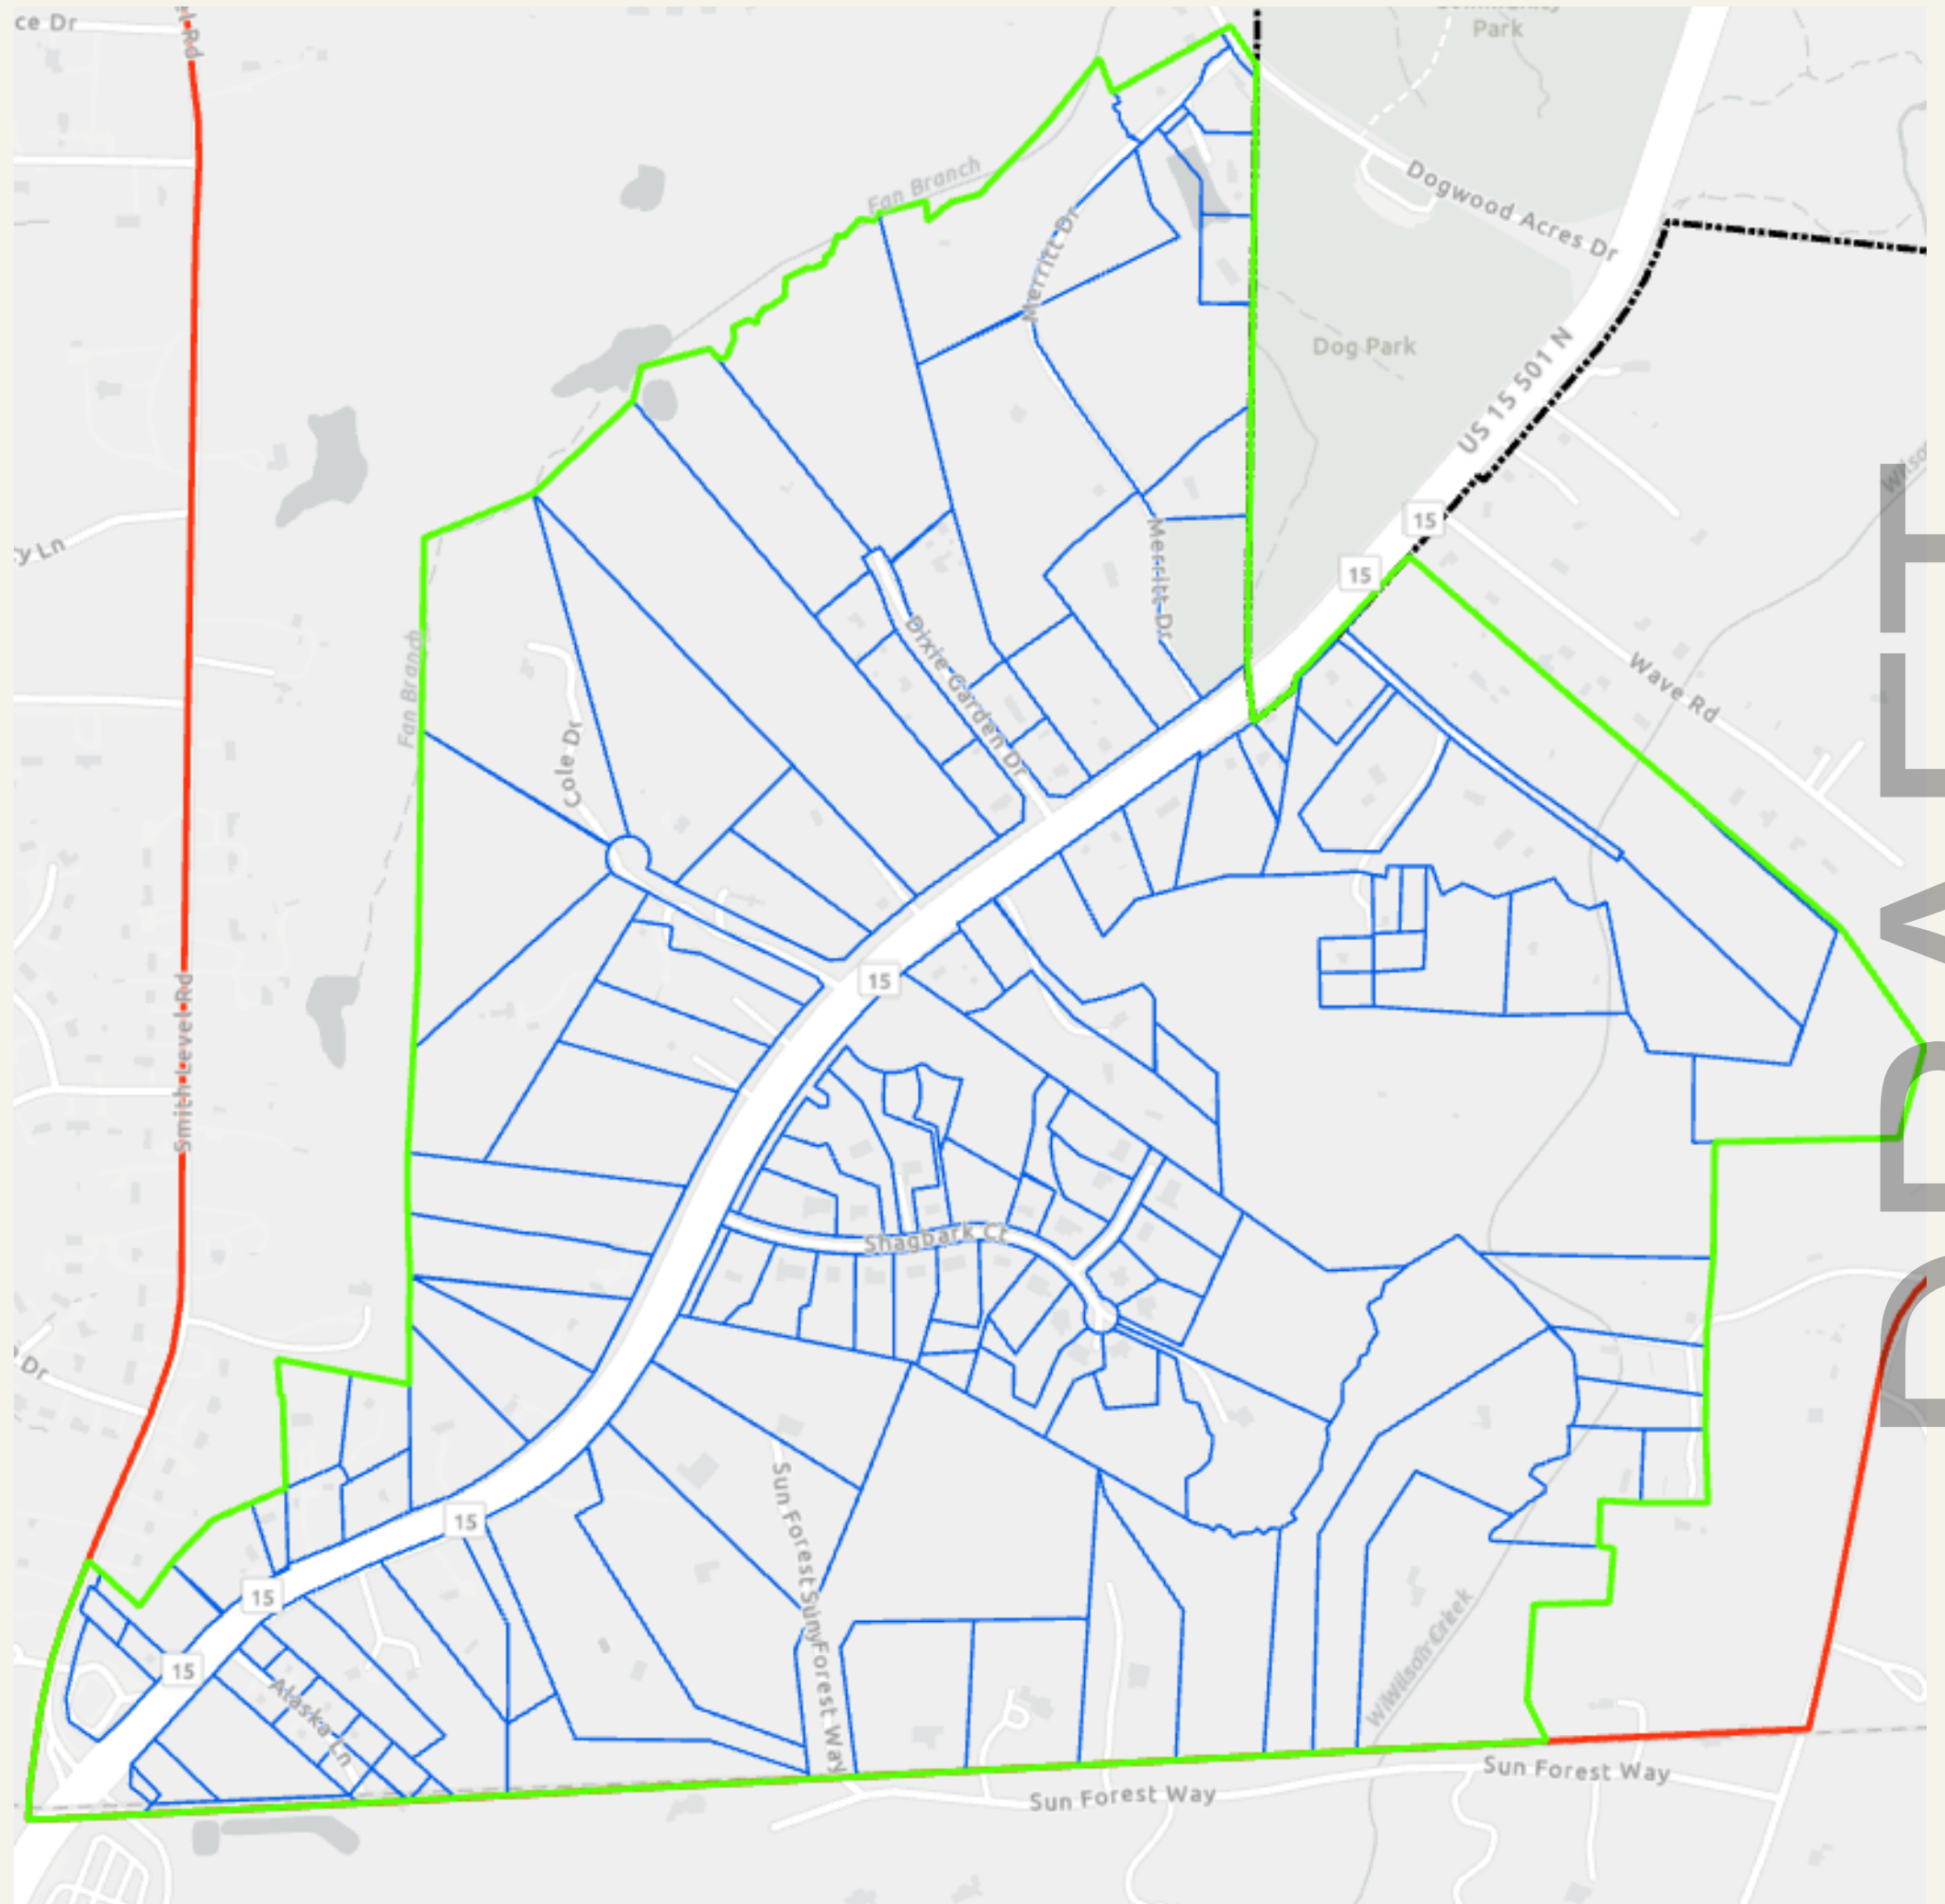 ce Dr
Rd
Park
Fan Branch
Dogwood Acres Dr
Merritt Dr
Dog Park
US 15 501 N
15
15
y Ln
Merritt Dr
Dixie Garden Dr
Fan Branch
Wave Rd
Cole Dr
15
Smith Level Rd
Shagbark Ct
Dr
DRAFT
15
Sun Forest
Sun Forest Way
15
Wilson Creek
15
Alaska Ln
Sun Forest Way
Sun Forest Way